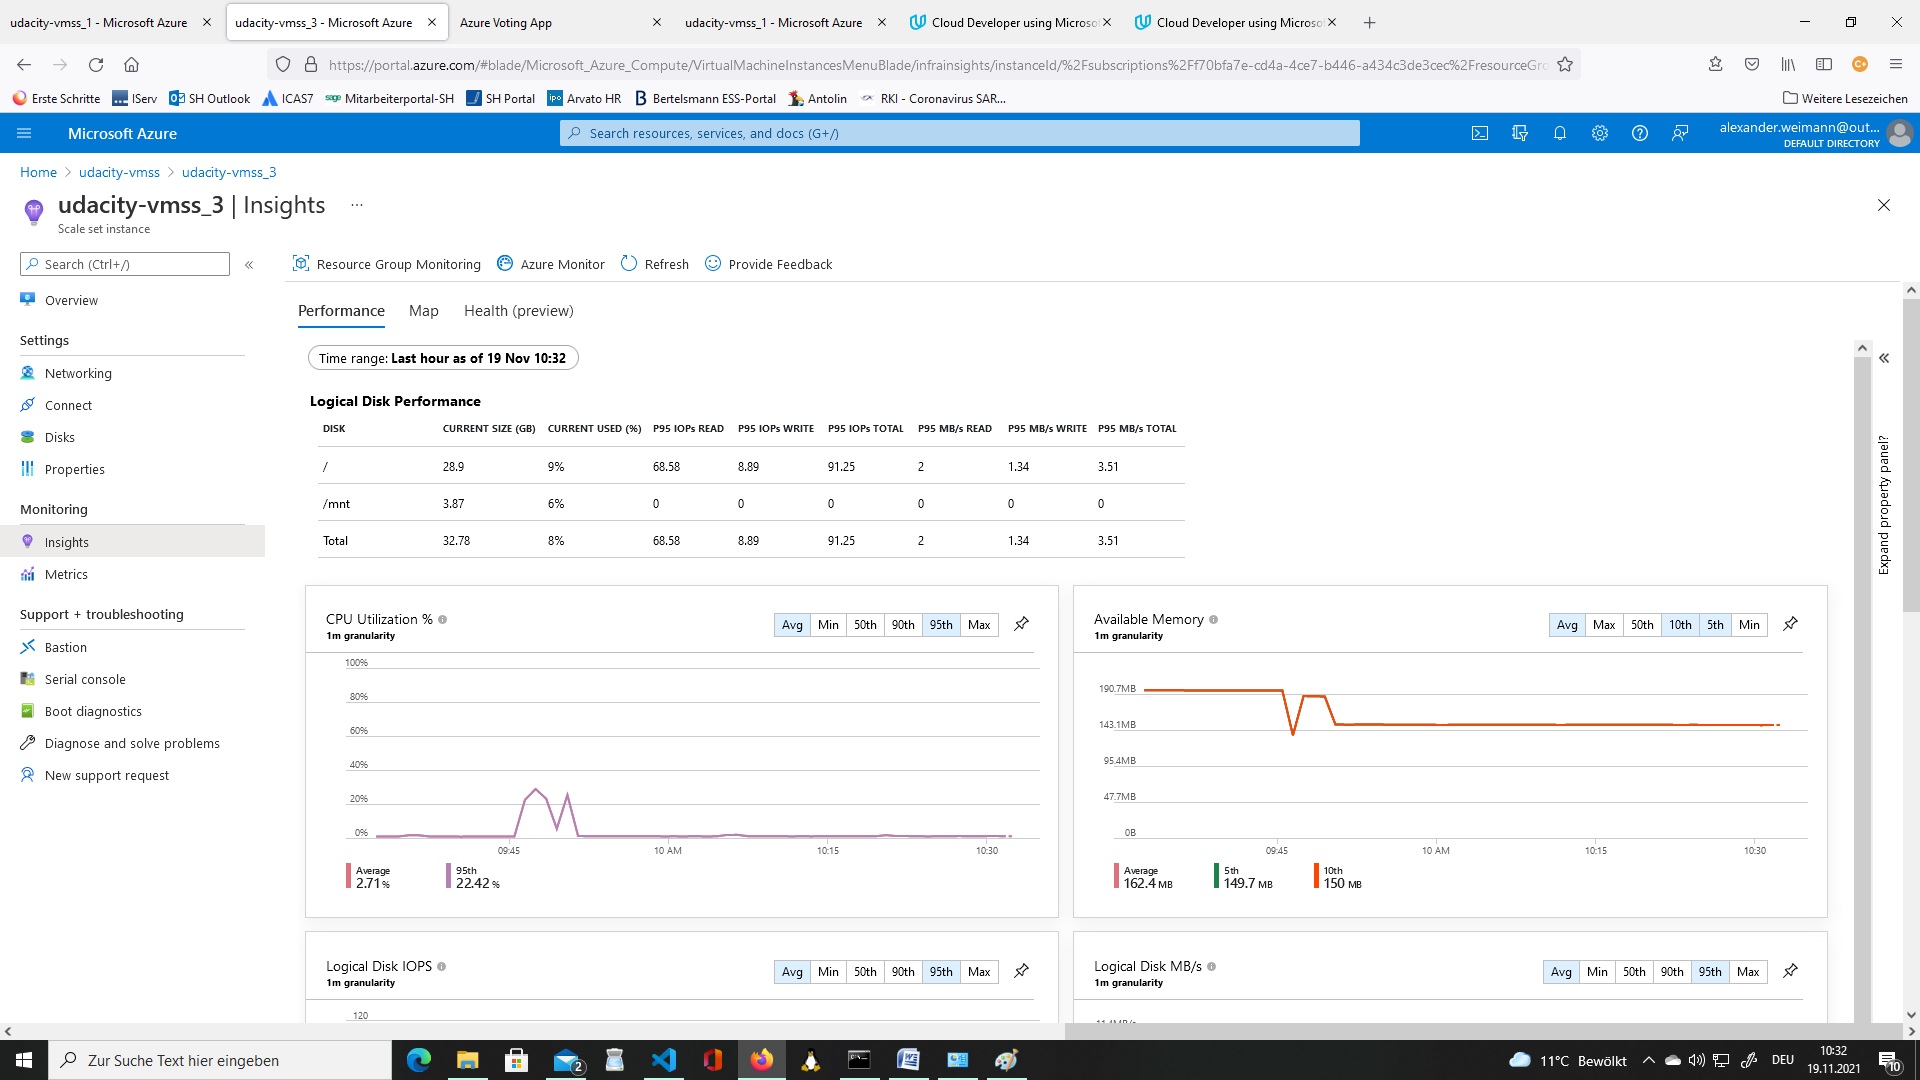 udacity-vmss_1 - Microsoft Azure
udacity-vmss_3 - Microsoft Azure
Azure Voting App
udacity-vmss_1 - Microsoft Azure
Cloud Developer using Microso
Cloud Developer using Microso
https://portal.azure.com/#blade/Microsoft_Azure_Compute/VirtualMachineInstancesMenuBlade/infrainsights/instanceId/%2Fsubscriptions%2Ff70bfa7e-cd4a-4ce7-b446-a434c3de3cec%2FresourceGro
Erste Schritte IServ SH Outlook ICAS7 Mitarbeiterportal-SH SH Portal Arvato HR Bertelsmann ESS-Portal Antolin RKI - Coronavirus SAR... Weitere Lesezeichen
Microsoft Azure
Search resources, services, and docs (G+/)
alexander.weimann@out...
DEFAULT DIRECTORY
Home > udacity-vmss > udacity-vmss_3
udacity-vmss_3 | Insights ...
Scale set instance
Search (Ctrl+/)
Overview
Settings
Networking
Connect
Disks
Properties
Monitoring
Insights
Metrics
Support + troubleshooting
Bastion
Serial console
Boot diagnostics
Diagnose and solve problems
New support request
Resource Group Monitoring Azure Monitor Refresh Provide Feedback
Performance Map Health (preview)
Time range: Last hour as of 19 Nov 10:32
Expand property panel?
Logical Disk Performance
DISK CURRENT SIZE (GB) CURRENT USED (%) P95 IOPs READ P95 IOPs WRITE P95 IOPs TOTAL P95 MB/s READ P95 MB/s WRITE P95 MB/s TOTAL
/ 28.9 9% 68.58 8.89 91.25 2 1.34 3.51
/mnt 3.87 6% 0 0 0 0 0 0
Total 32.78 8% 68.58 8.89 91.25 2 1.34 3.51
CPU Utilization %
1m granularity
Avg Min 50th 90th 95th Max
100%
80%
60%
40%
20%
0%
09:45 10 AM 10:15 10:30
Average
2.71 %
95th
22.42 %
Available Memory
1m granularity
Avg Max 50th 10th 5th Min
190.7MB
143.1MB
95.4MB
47.7MB
0B
09:45 10 AM 10:15 10:30
Average
162.4 MB
5th
149.7 MB
10th
150 MB
Logical Disk IOPS
1m granularity
Avg Min 50th 90th 95th Max
120
Logical Disk MB/s
1m granularity
Avg Min 50th 90th 95th Max
Zur Suche Text hier eingeben
2
11°C Bewölkt
DEU
10:32
19.11.2021
10